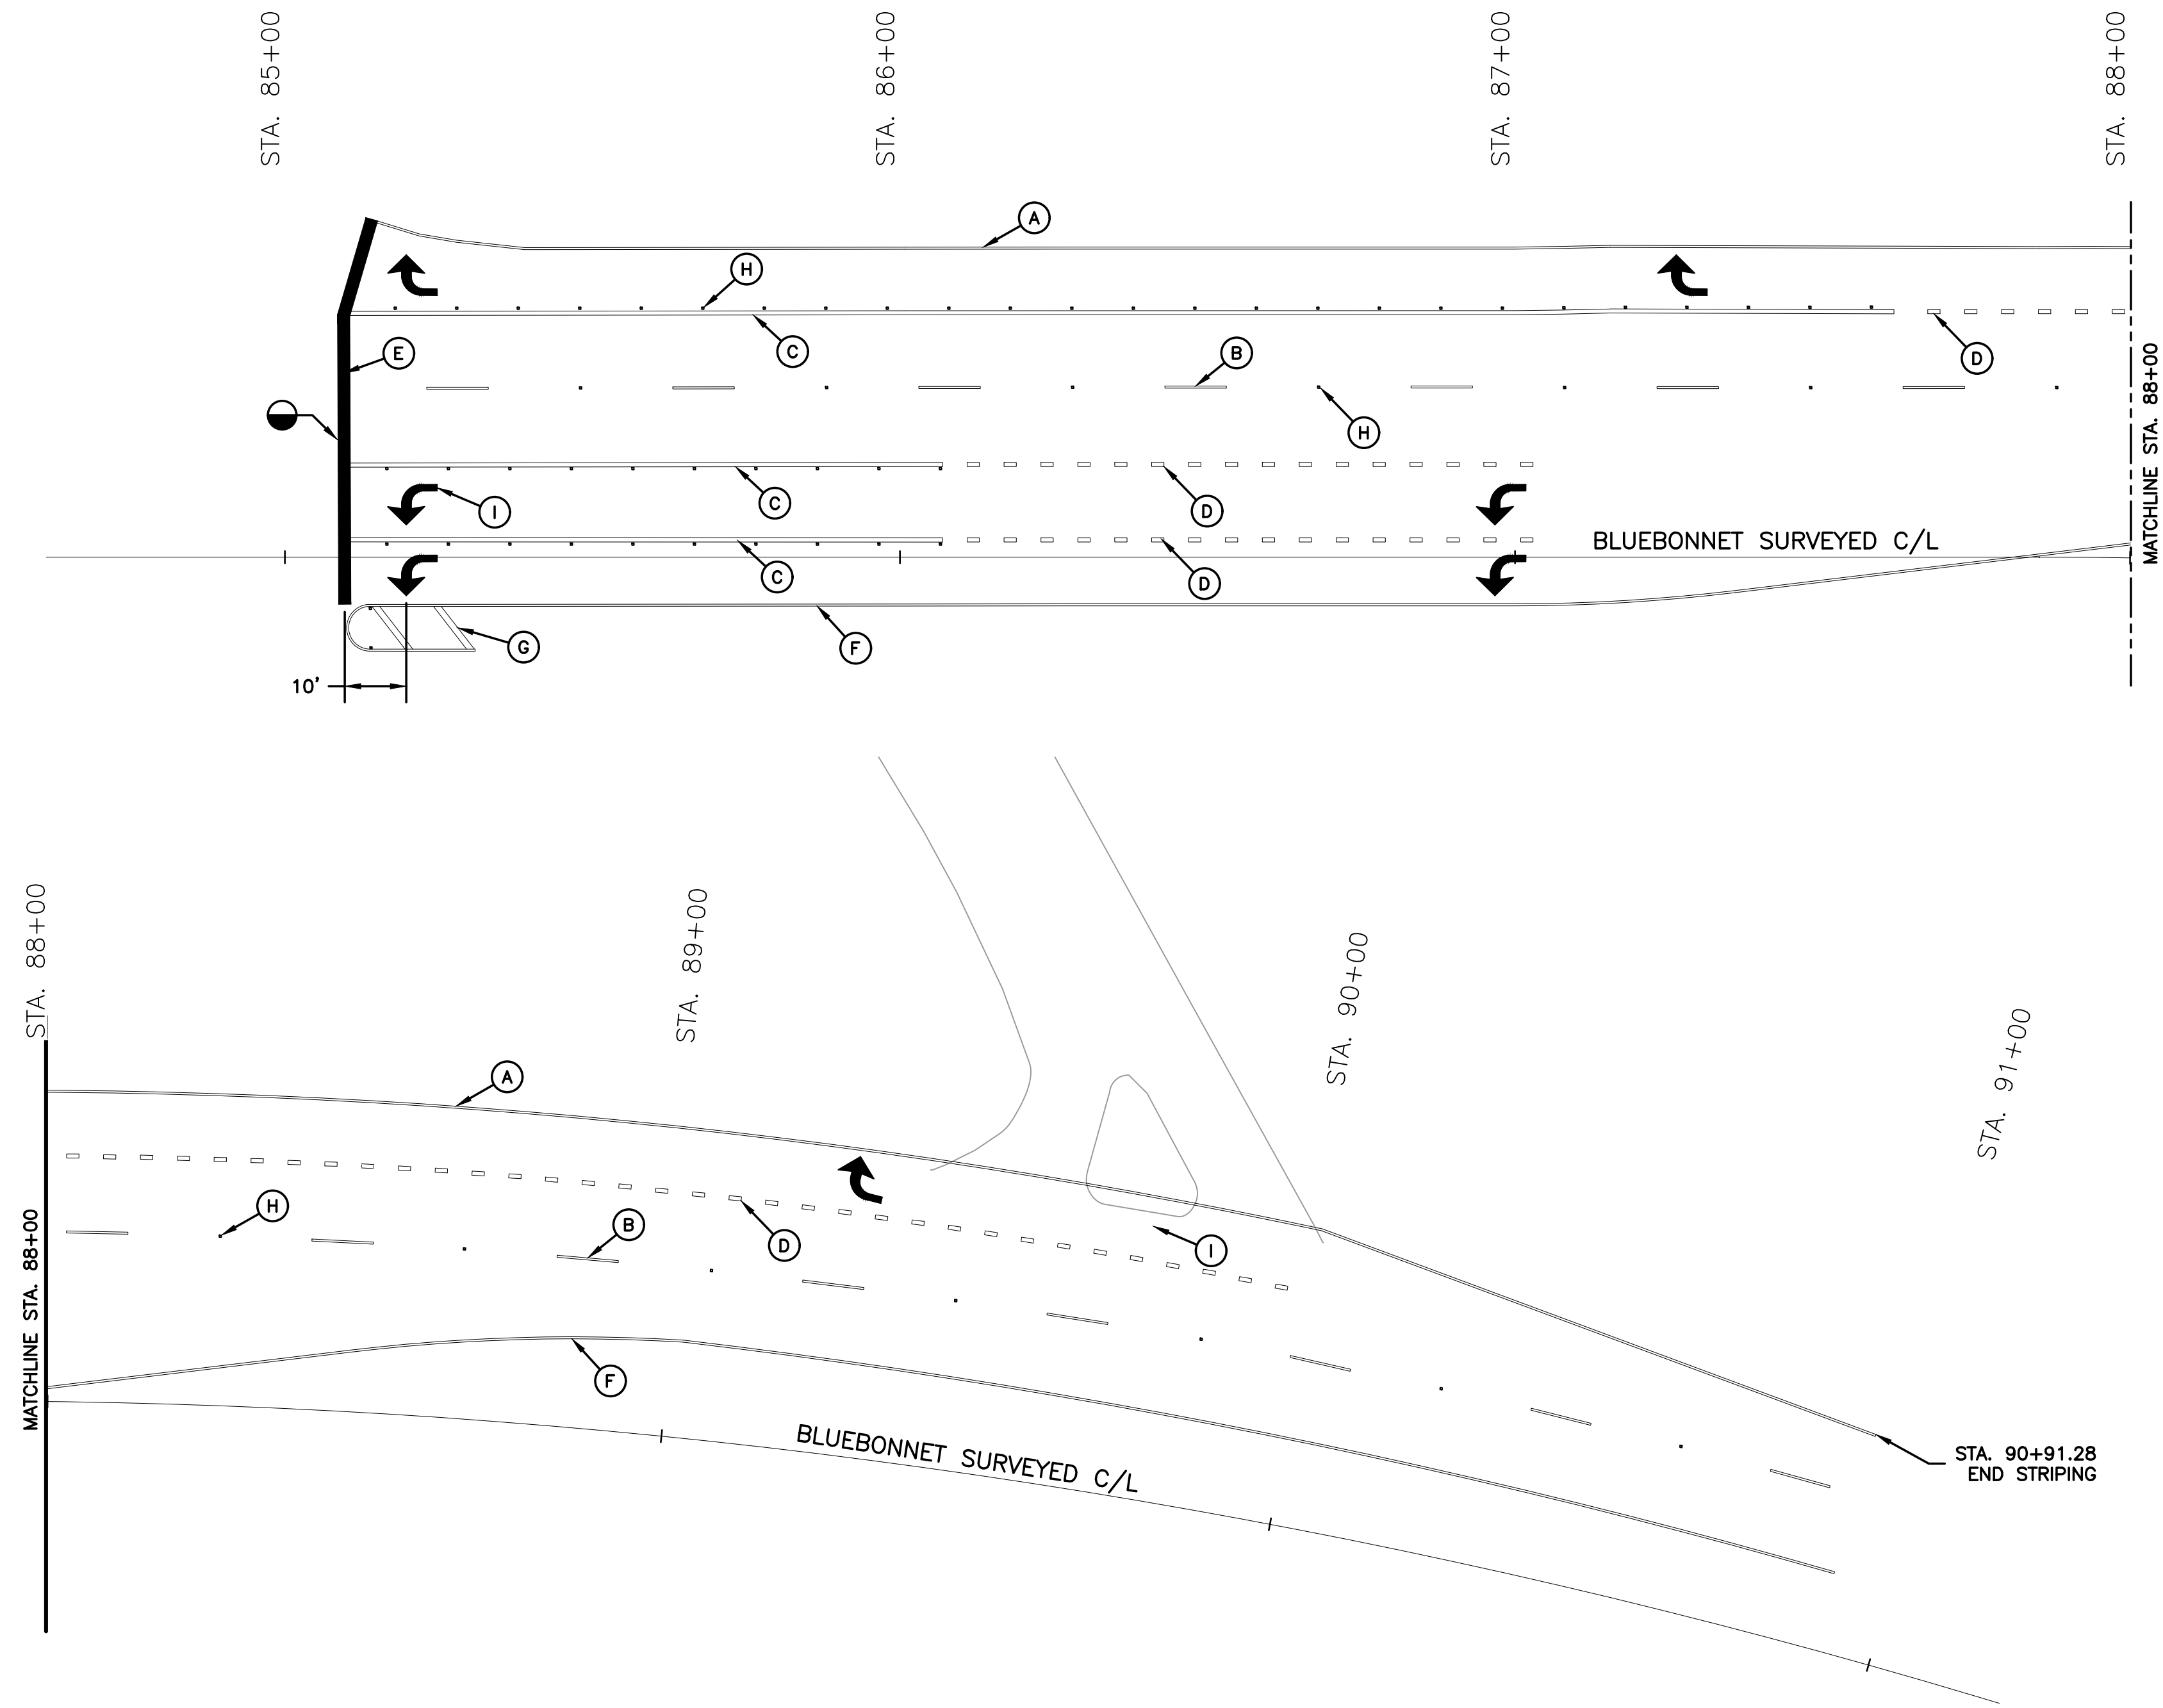 STA. 85+00
STA. 86+00
STA. 87+00
STA. 88+00
A
H
C
E
B
D
H
MATCHLINE STA. 88+00
C
I
D
BLUEBONNET SURVEYED C/L
C
D
G
F
10'
STA. 88+00
STA. 89+00
STA. 90+00
STA. 91+00
A
H
B
D
I
MATCHLINE STA. 88+00
F
BLUEBONNET SURVEYED C/L
STA. 90+91.28
END STRIPING